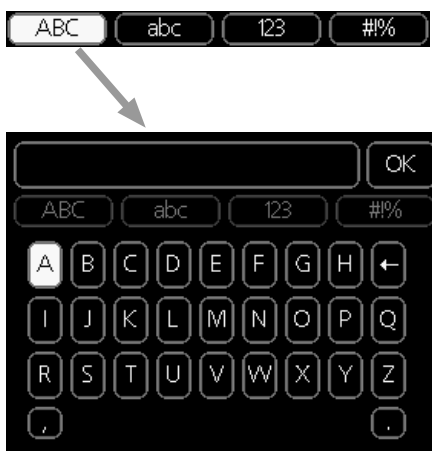 ABC abc 123 #!%
OK
ABC abc 123 #!%
A B C D E F G H ←
I J K L M N O P Q
R S T U V W X Y Z
, .